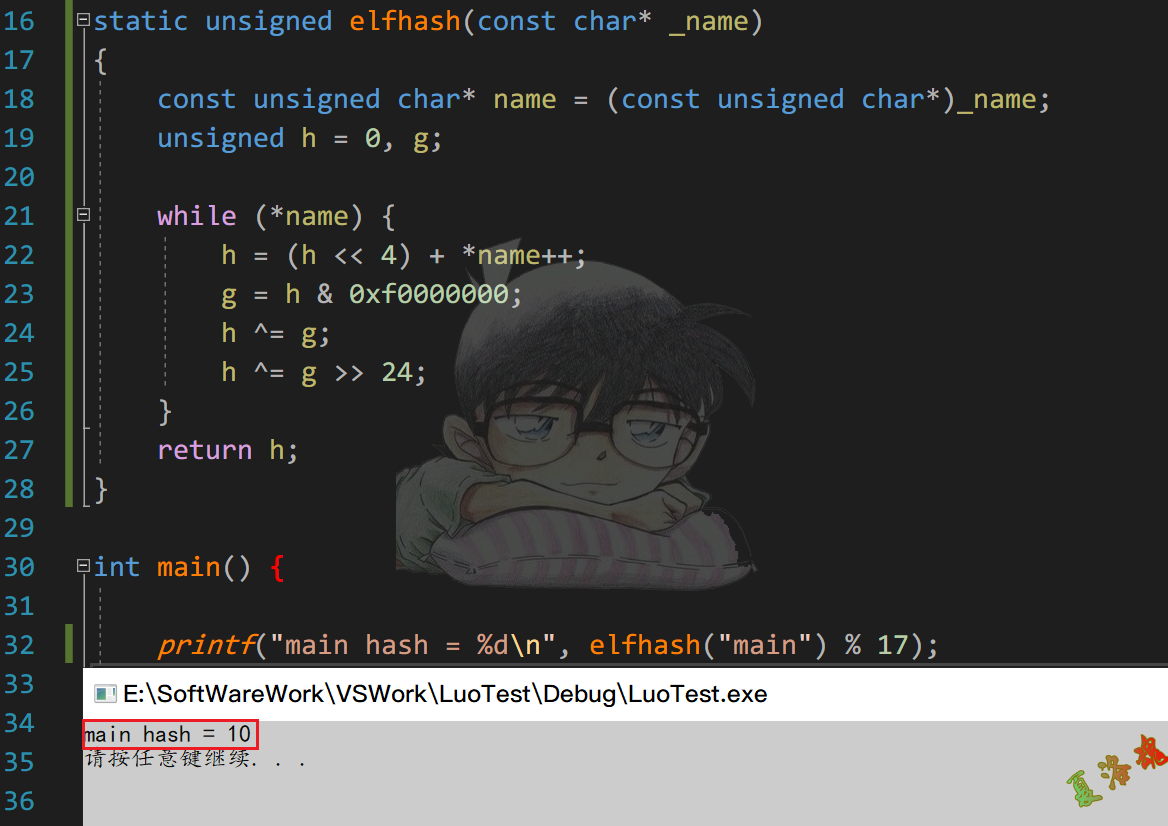 16 static unsigned elfhash(const char* _name)
17 {
18 const unsigned char* name = (const unsigned char*)_name;
19 unsigned h = 0, g;
20
21 while (*name) {
22 h = (h << 4) + *name++;
23 g = h & 0xf0000000;
24 h ^= g;
25 h ^= g >> 24;
26 }
27 return h;
28 }
29
30 int main() {
31
32 printf("main hash = %d\n", elfhash("main") % 17);
33
E:\SoftWareWork\VSWork\LuoTest\Debug\LuoTest.exe
34 main hash = 10
35 请按任意键继续. . .
36
夏洛魂